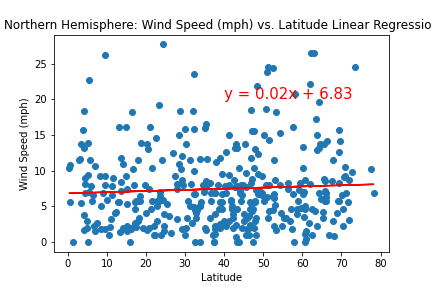 Northern Hemisphere: Wind Speed (mph) vs. Latitude Linear Regressio
y = 0.02x + 6.83
Wind Speed (mph)
25
20
15
10
5
0
0 10 20 30 40 50 60 70 80
Latitude